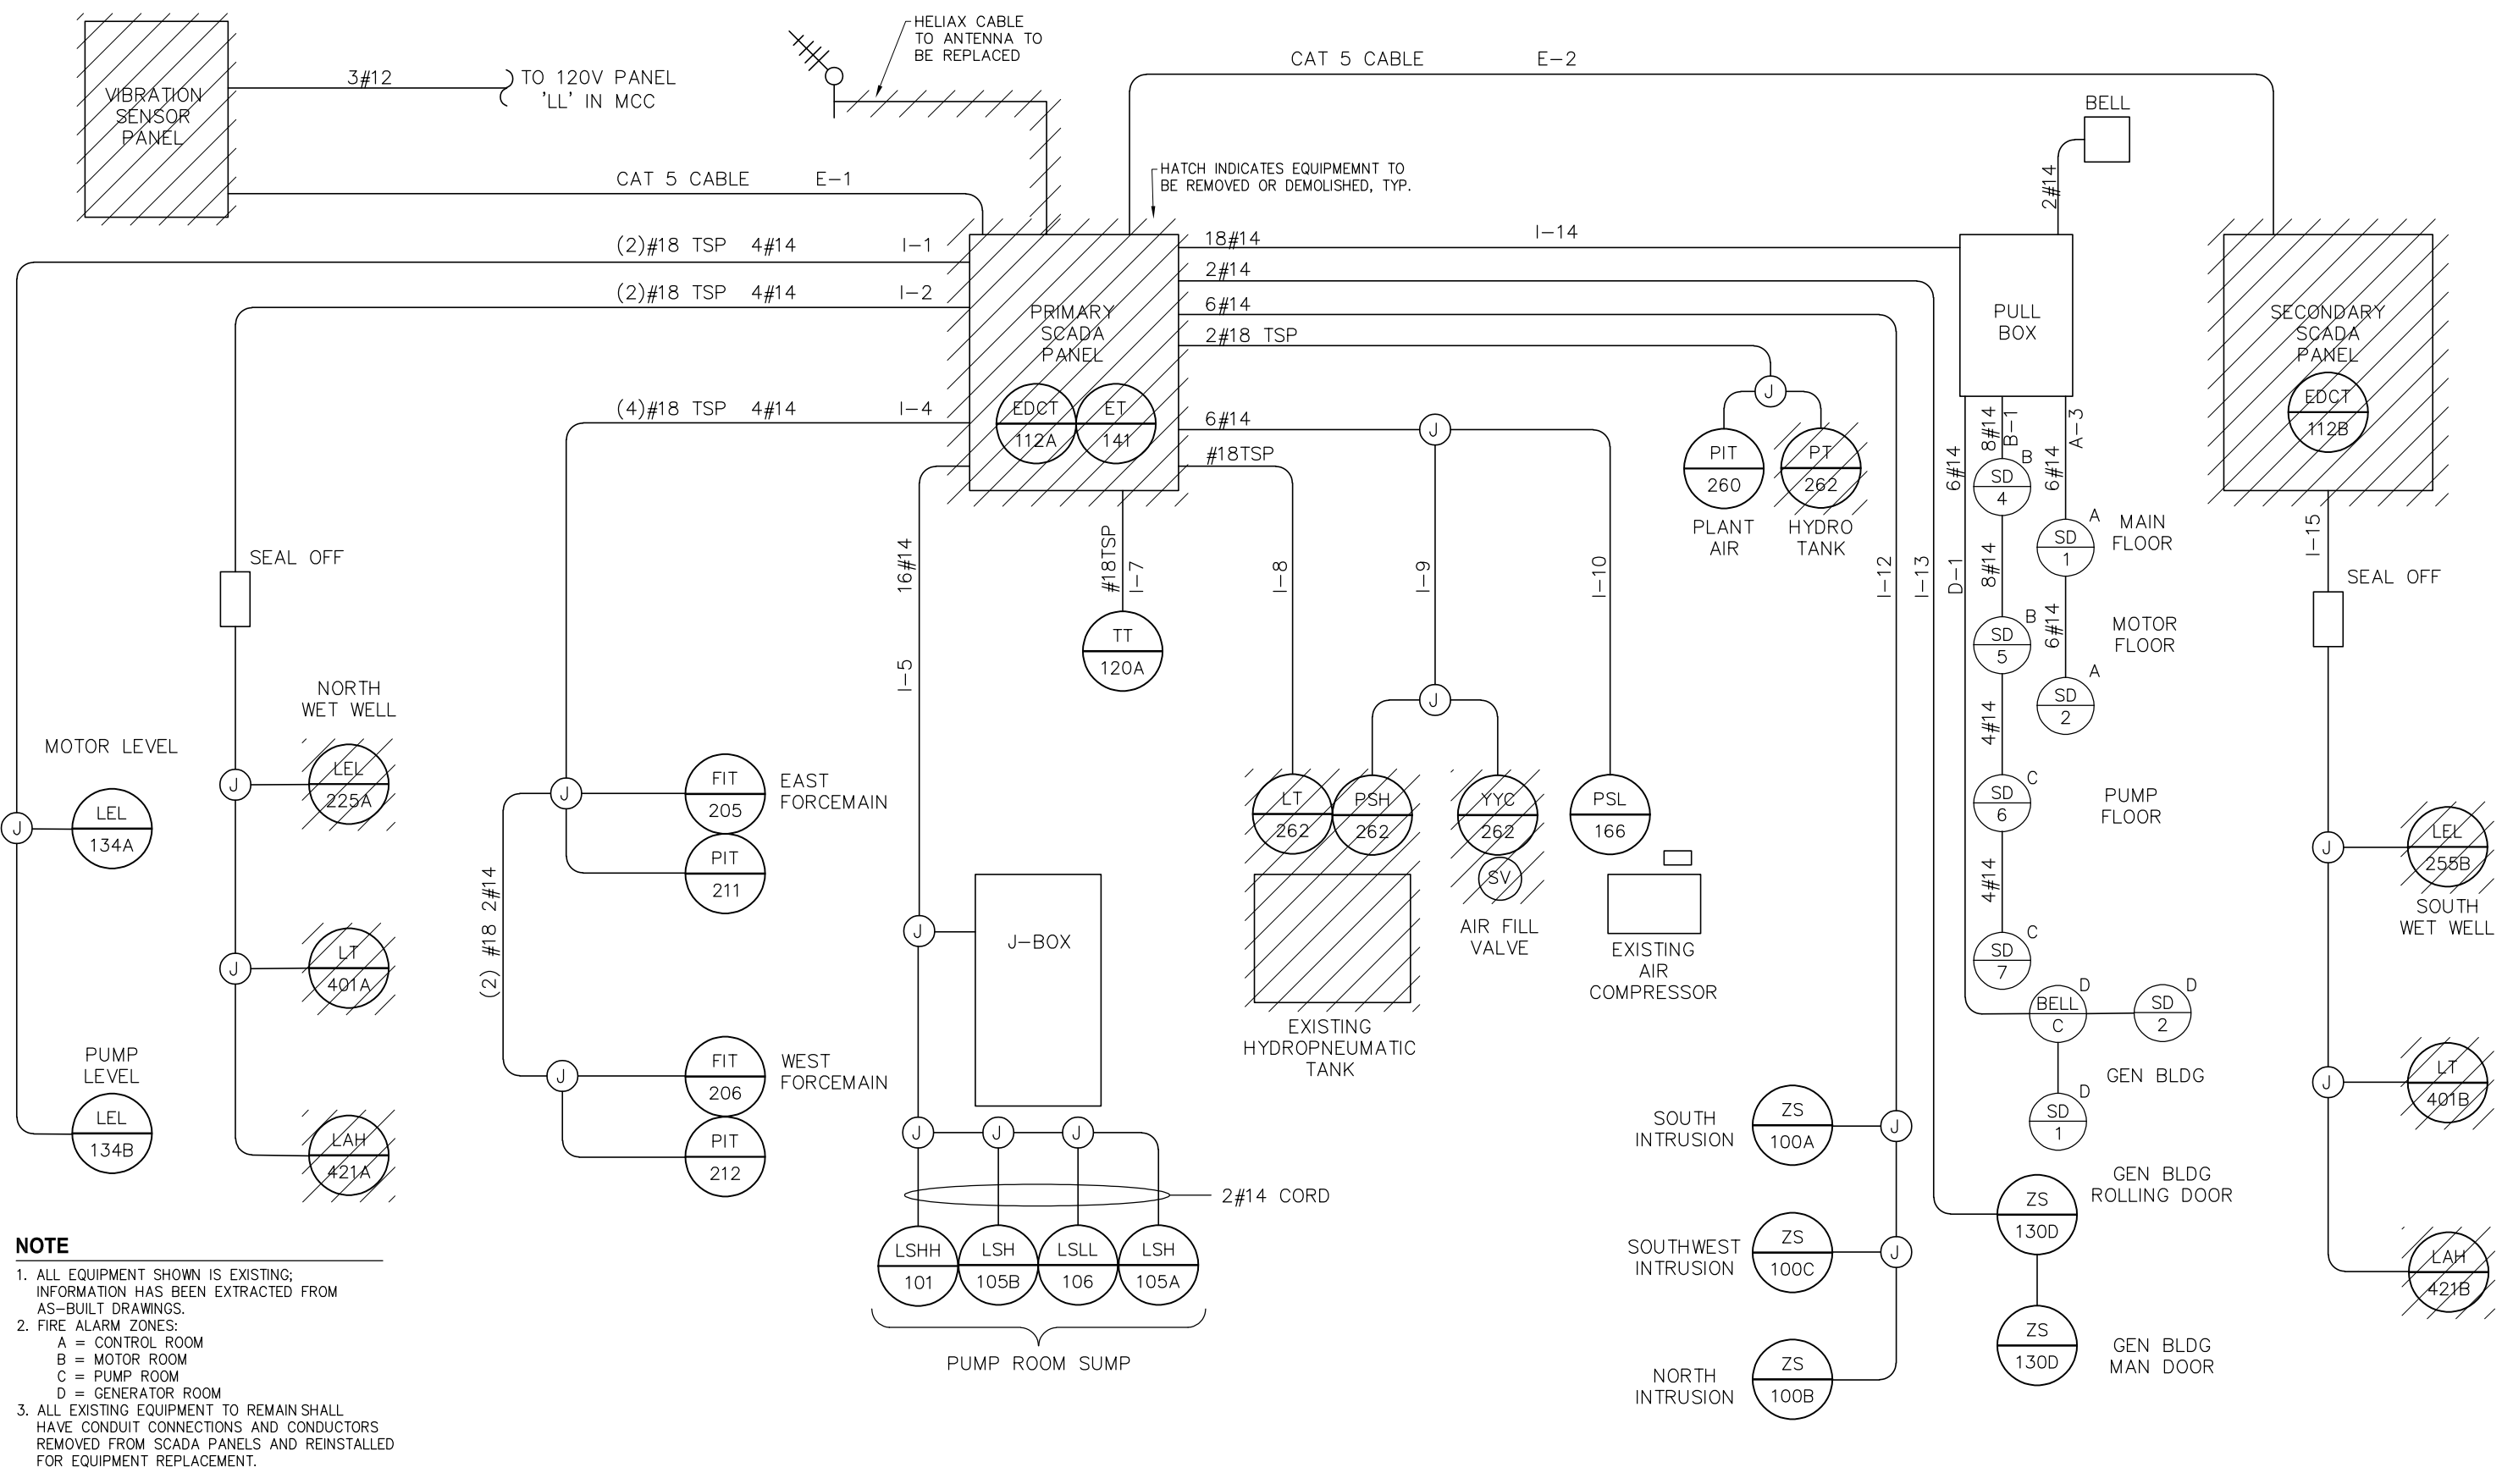 HELIAX CABLE
TO ANTENNA TO
BE REPLACED
CAT 5 CABLE E-2
3#12
TO 120V PANEL
'LL' IN MCC
VIBRATION
SENSOR
PANEL
BELL
2#14
HATCH INDICATES EQUIPMEMNT TO
BE REMOVED OR DEMOLISHED, TYP.
CAT 5 CABLE E-1
(2)#18 TSP 4#14 I-1
(2)#18 TSP 4#14 I-2
(4)#18 TSP 4#14 I-4
PRIMARY
SCADA
PANEL
EDCT
112A
ET
141
18#14 I-14
2#14
6#14
2#18 TSP
6#14
#18TSP
PULL
BOX
SECONDARY
SCADA
PANEL
EDCT
112B
J
PIT
260
PLANT
AIR
PT
262
HYDRO
TANK
J
8#14
B-1
6#14
A-3
6#14
D-1
SD
4
B
8#14
SD
5
B
4#14
SD
6
C
4#14
SD
7
C
SD
1
A
6#14
SD
2
A
MAIN
FLOOR
MOTOR
FLOOR
PUMP
FLOOR
BELL
C
D
SD
2
D
SD
1
D
GEN BLDG
I-15
SEAL OFF
J
LEL
255B
SOUTH
WET WELL
J
LT
401B
LAH
421B
SEAL OFF
NORTH
WET WELL
J
LEL
225A
J
LT
401A
LAH
421A
MOTOR LEVEL
J
LEL
134A
PUMP
LEVEL
LEL
134B
J
FIT
205
EAST
FORCEMAIN
PIT
211
(2) #18 2#14
J
FIT
206
WEST
FORCEMAIN
PIT
212
16#14
I-5
#18TSP
I-7
TT
120A
J
J-BOX
J
J
J
2#14 CORD
LSHH
101
LSH
105B
LSLL
106
LSH
105A
PUMP ROOM SUMP
I-8
I-9
I-10
J
LT
262
PSH
262
YYC
262
SV
AIR FILL
VALVE
PSL
166
EXISTING
AIR
COMPRESSOR
EXISTING
HYDROPNEUMATIC
TANK
I-12
I-13
SOUTH
INTRUSION
ZS
100A
J
SOUTHWEST
INTRUSION
ZS
100C
J
NORTH
INTRUSION
ZS
100B
GEN BLDG
ROLLING DOOR
ZS
130D
ZS
130D
GEN BLDG
MAN DOOR
NOTE
1. ALL EQUIPMENT SHOWN IS EXISTING;
INFORMATION HAS BEEN EXTRACTED FROM
AS-BUILT DRAWINGS.
2. FIRE ALARM ZONES:
A = CONTROL ROOM
B = MOTOR ROOM
C = PUMP ROOM
D = GENERATOR ROOM
3. ALL EXISTING EQUIPMENT TO REMAIN SHALL
HAVE CONDUIT CONNECTIONS AND CONDUCTORS
REMOVED FROM SCADA PANELS AND REINSTALLED
FOR EQUIPMENT REPLACEMENT.